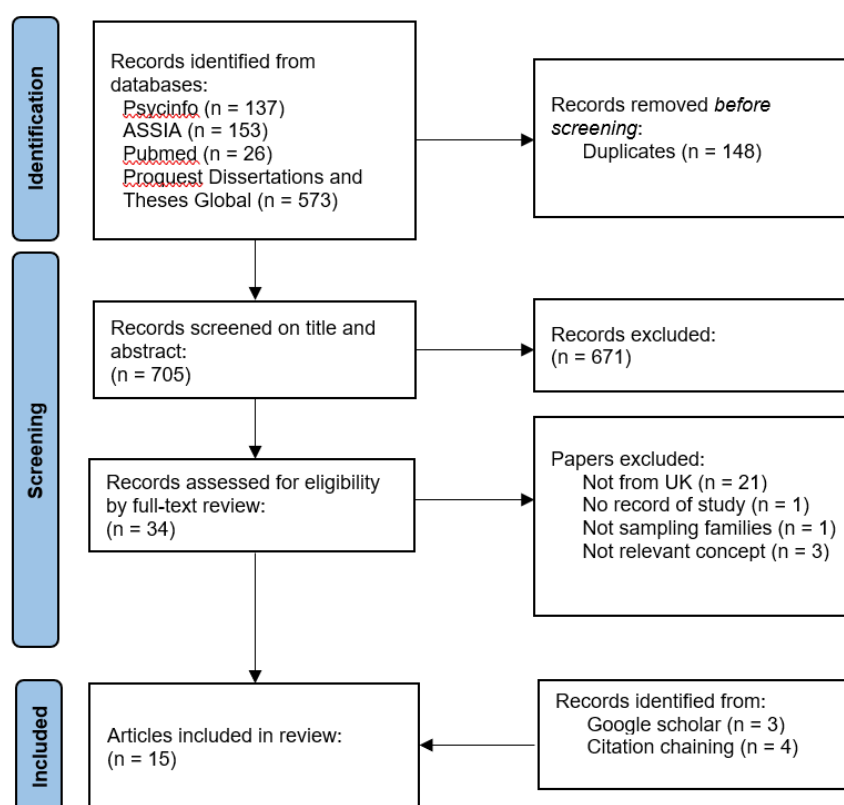 Identification
Records identified from
databases:
Psycinfo (n = 137)
ASSIA (n = 153)
Pubmed (n = 26)
Proquest Dissertations and
Theses Global (n = 573)
Records removed before
screening:
Duplicates (n = 148)
Screening
Records screened on title and
abstract:
(n = 705)
Records excluded:
(n = 671)
Records assessed for eligibility
by full-text review:
(n = 34)
Papers excluded:
Not from UK (n = 21)
No record of study (n = 1)
Not sampling families (n = 1)
Not relevant concept (n = 3)
Included
Articles included in review:
(n = 15)
Records identified from:
Google scholar (n = 3)
Citation chaining (n = 4)